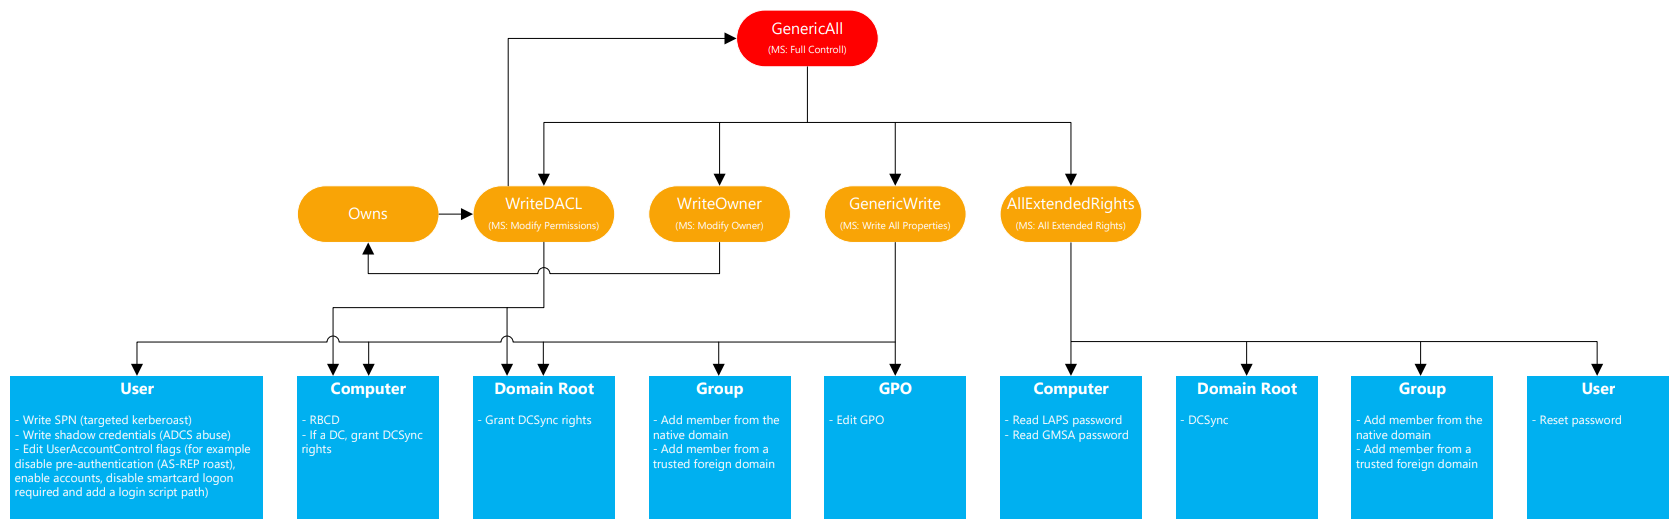 GenericAll
(MS: Full Controll)
Owns
WriteDACL
(MS: Modify Permissions)
WriteOwner
(MS: Modify Owner)
GenericWrite
(MS: Write All Properties)
AllExtendedRights
(MS: All Extended Rights)
User
- Write SPN (targeted kerberoast)
- Write shadow credentials (ADCS abuse)
- Edit UserAccountControl flags (for example
disable pre-authentication (AS-REP roast),
enable accounts, disable smartcard logon
required and add a login script path)
Computer
- RBCD
- If a DC, grant DCSync
rights
Domain Root
- Grant DCSync rights
Group
- Add member from the
native domain
- Add member from a
trusted foreign domain
GPO
- Edit GPO
Computer
- Read LAPS password
- Read GMSA password
Domain Root
- DCSync
Group
- Add member from the
native domain
- Add member from a
trusted foreign domain
User
- Reset password